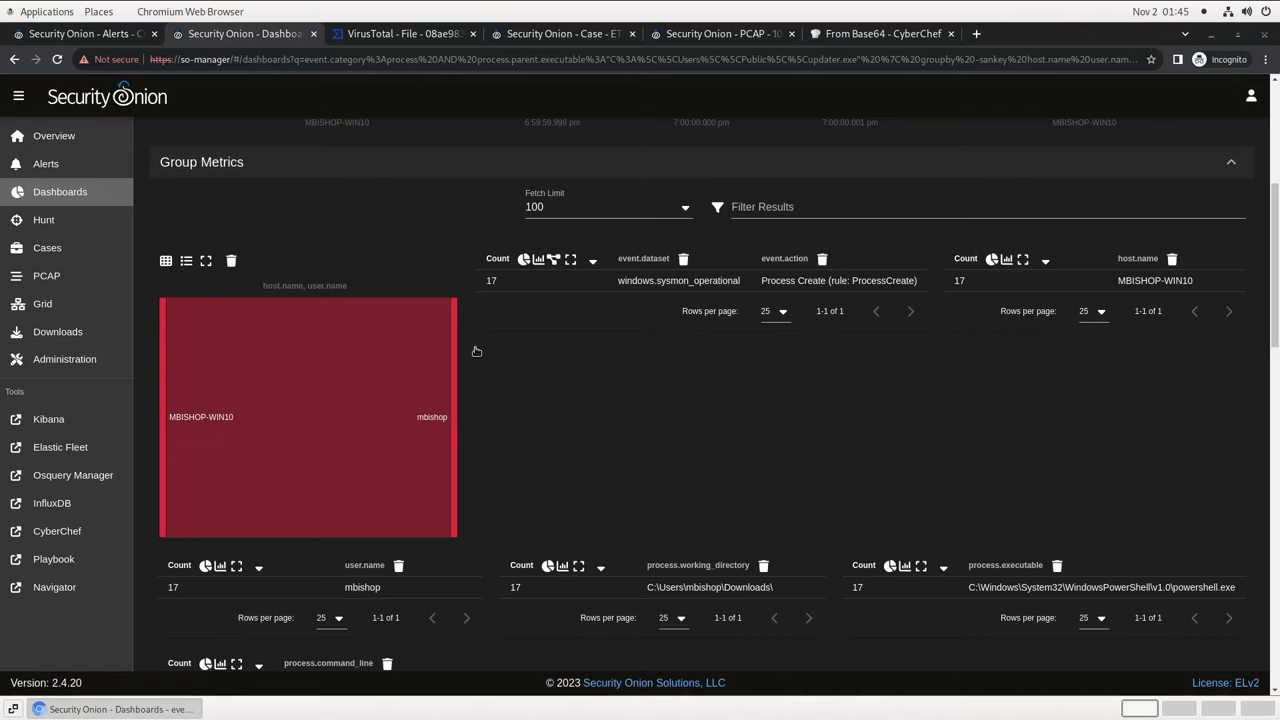 Applications Places Chromium Web Browser Nov 2 01:45
Security Onion - Alerts - C
Security Onion - Dashboa
VirusTotal - File - 08ae983
Security Onion - Case - ET
Security Onion - PCAP - 10
From Base64 - CyberChef
Not secure https://so-manager/#/dashboards?q=event.category%3Aprocess%20AND%20process.parent.executable%3A"C%3A%5C%5CUsers%5C%5CPublic%5C%5Cupdater.exe"%20%7C%20groupby%20-sankey%20host.name%20user.nam... Incognito
Security Onion
Overview
Alerts
Dashboards
Hunt
Cases
PCAP
Grid
Downloads
Administration
Tools
Kibana
Elastic Fleet
Osquery Manager
InfluxDB
CyberChef
Playbook
Navigator
MBISHOP-WIN10 6:59:59.999 pm 7:00:00.000 pm 7:00:00.001 pm MBISHOP-WIN10
Group Metrics
Fetch Limit
100 Filter Results
host.name, user.name
MBISHOP-WIN10 mbishop
Count event.dataset event.action
17 windows.sysmon_operational Process Create (rule: ProcessCreate)
Rows per page: 25 1-1 of 1
Count host.name
17 MBISHOP-WIN10
Rows per page: 25 1-1 of 1
Count user.name
17 mbishop
Rows per page: 25 1-1 of 1
Count process.working_directory
17 C:\Users\mbishop\Downloads\
Rows per page: 25 1-1 of 1
Count process.executable
17 C:\Windows\System32\WindowsPowerShell\v1.0\powershell.exe
Rows per page: 25 1-1 of 1
Count process.command_line
Version: 2.4.20 © 2023 Security Onion Solutions, LLC License: ELv2
Security Onion - Dashboards - eve...